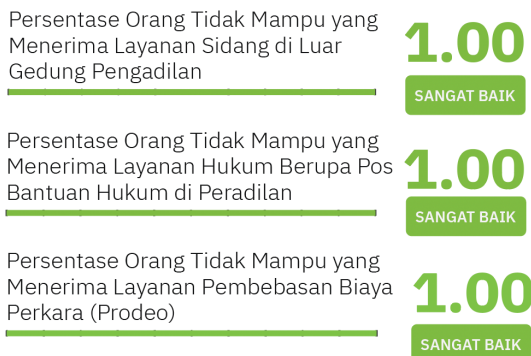 Persentase Orang Tidak Mampu yang
Menerima Layanan Sidang di Luar
Gedung Pengadilan
1.00
SANGAT BAIK
Persentase Orang Tidak Mampu yang
Menerima Layanan Hukum Berupa Pos
Bantuan Hukum di Peradilan
1.00
SANGAT BAIK
Persentase Orang Tidak Mampu yang
Menerima Layanan Pembebasan Biaya
Perkara (Prodeo)
1.00
SANGAT BAIK